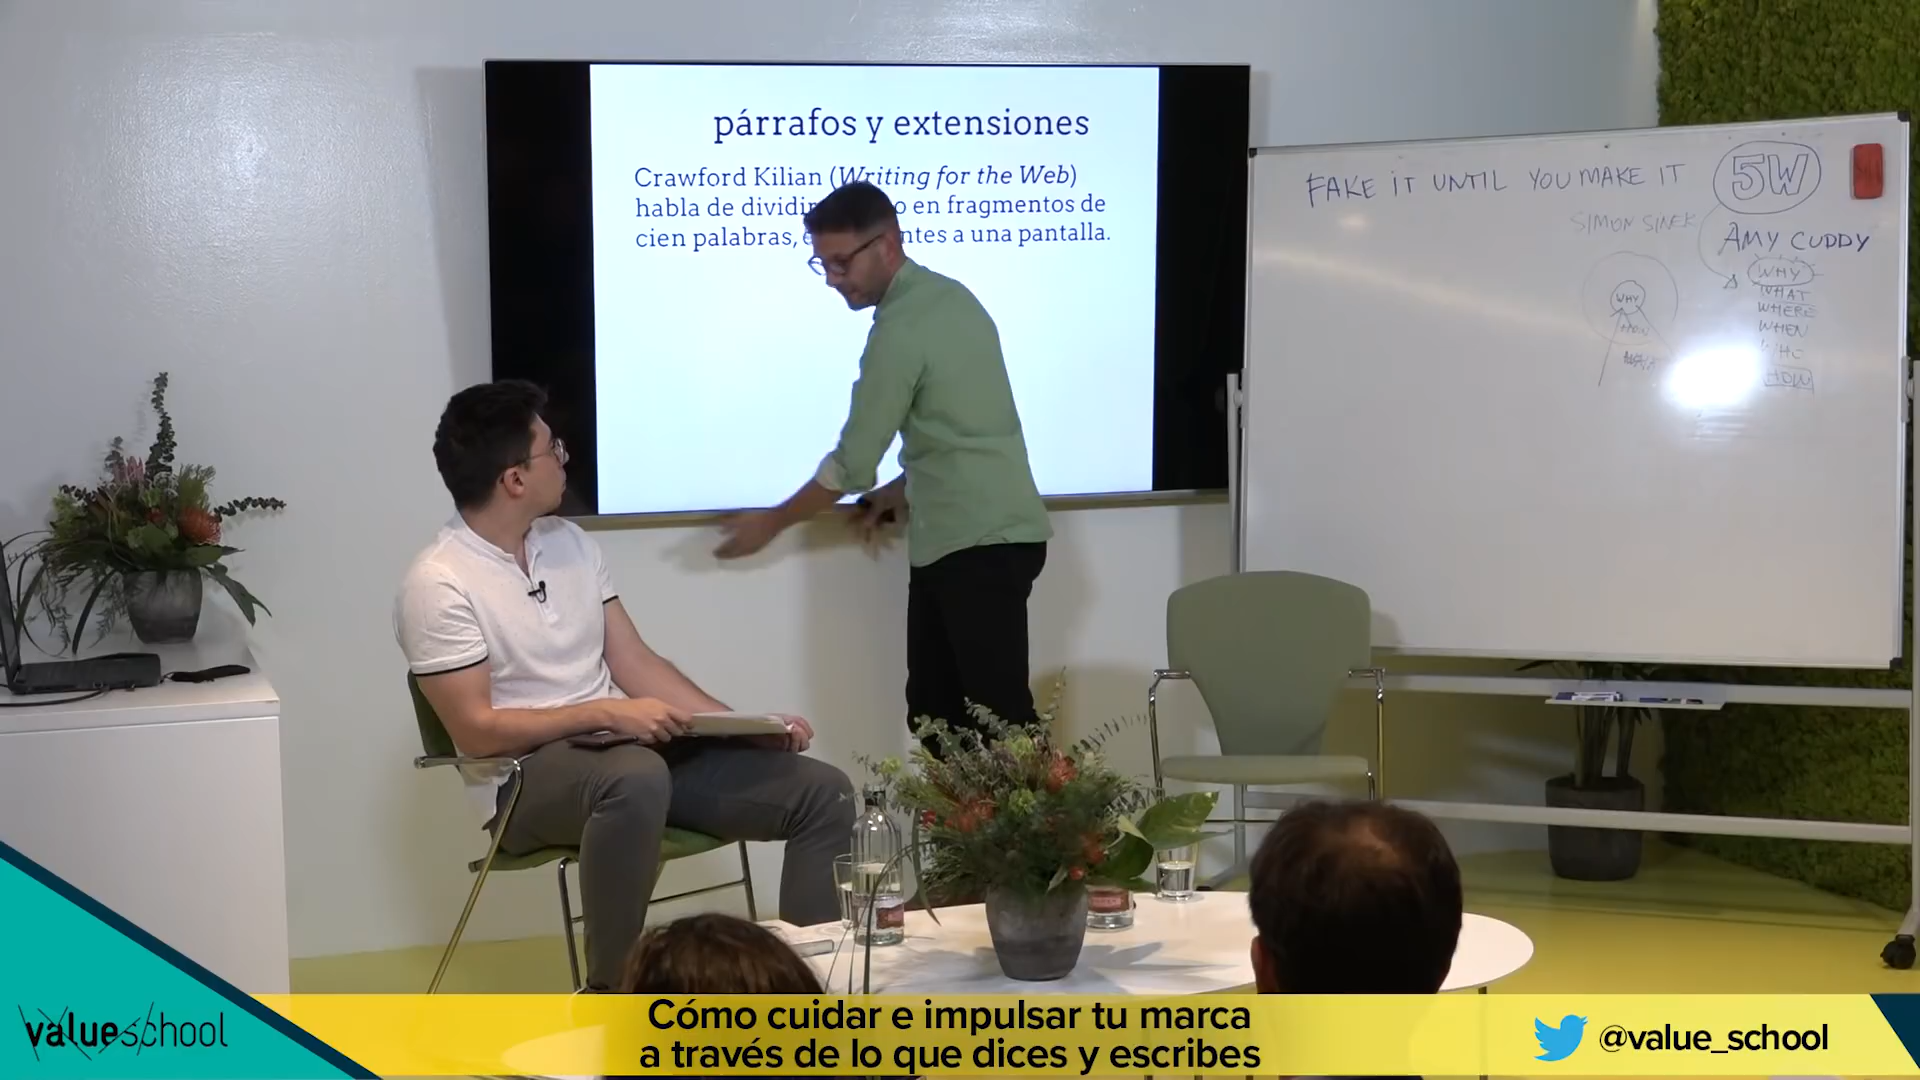 párrafos y extensiones
Crawford Kilian (Writing for the Web)
habla de dividir o en fragmentos de
cien palabras, a una pantalla.
FAKE IT UNTIL YOU MAKE IT
5W
SIMON SINEK
AMY CUDDY
WHY
WHAT
WHERE
WHEN
HOW
WHY
HOW
valueschool
Cómo cuidar e impulsar tu marca
a través de lo que dices y escribes
@value_school